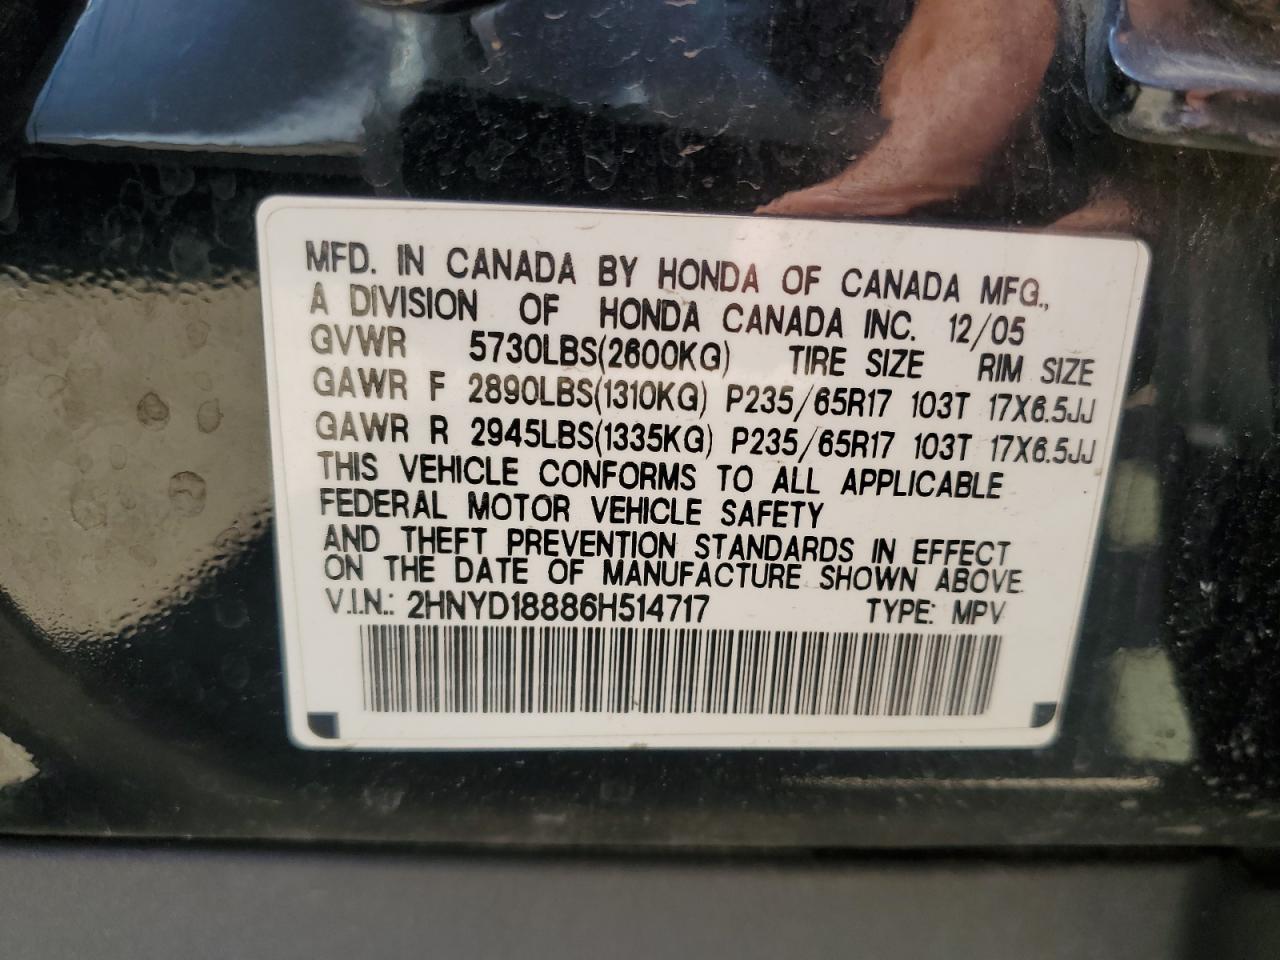 MFD. IN CANADA BY HONDA OF CANADA MFG.,
A DIVISION OF HONDA CANADA INC. 12/05
GVWR 5730LBS(2600KG) TIRE SIZE RIM SIZE
GAWR F 2890LBS(1310KG) P235/65R17 103T 17X6.5JJ
GAWR R 2945LBS(1335KG) P235/65R17 103T 17X6.5JJ
THIS VEHICLE CONFORMS TO ALL APPLICABLE
FEDERAL MOTOR VEHICLE SAFETY
AND THEFT PREVENTION STANDARDS IN EFFECT
ON THE DATE OF MANUFACTURE SHOWN ABOVE.
V.I.N.: 2HNYD18886H514717 TYPE: MPV